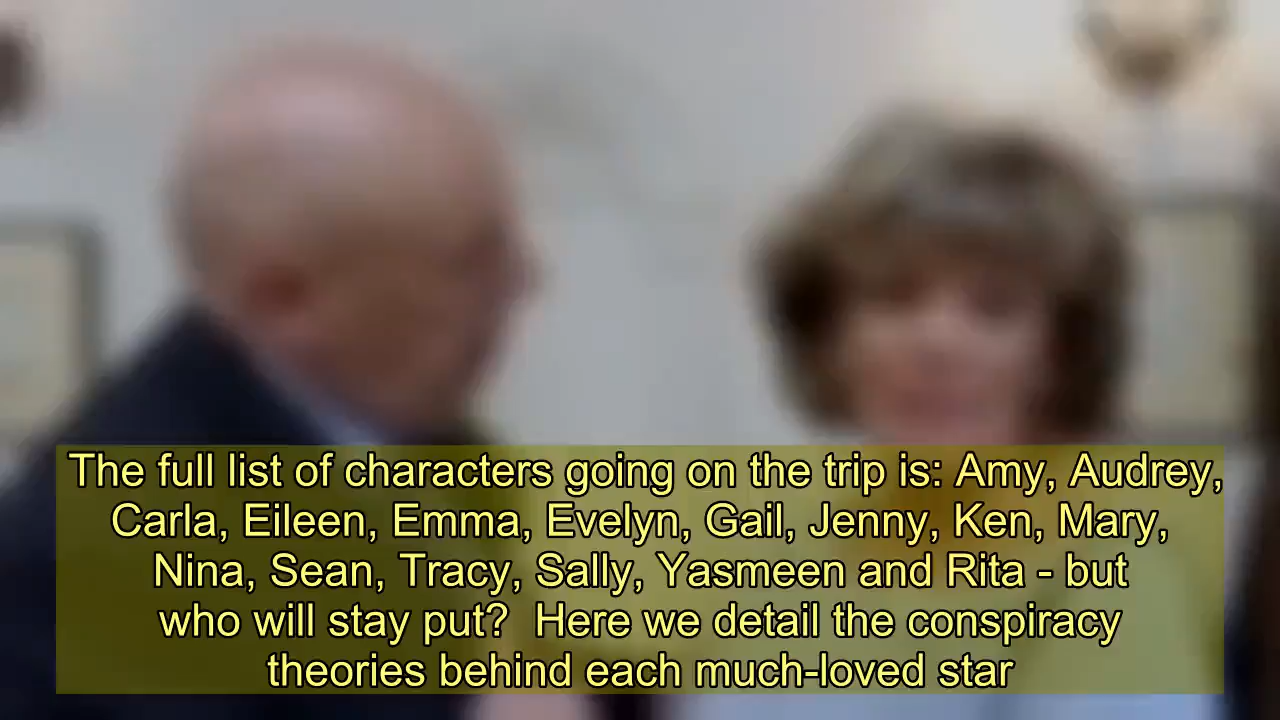 The full list of characters going on the trip is: Amy, Audrey,
Carla, Eileen, Emma, Evelyn, Gail, Jenny, Ken, Mary,
Nina, Sean, Tracy, Sally, Yasmeen and Rita - but
who will stay put?  Here we detail the conspiracy
theories behind each much-loved star